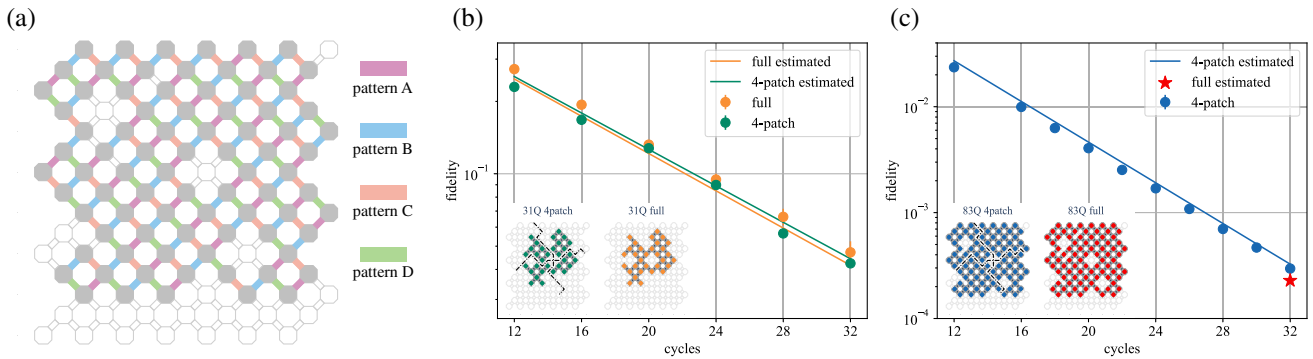 (a)
pattern A
pattern B
pattern C
pattern D
(b)
fidelity
10⁻¹
full estimated
4-patch estimated
full
4-patch
31Q 4patch
31Q full
12
16
20
24
28
32
cycles
(c)
fidelity
10⁻²
10⁻³
10⁻⁴
4-patch estimated
full estimated
4-patch
83Q 4patch
83Q full
12
16
20
24
28
32
cycles